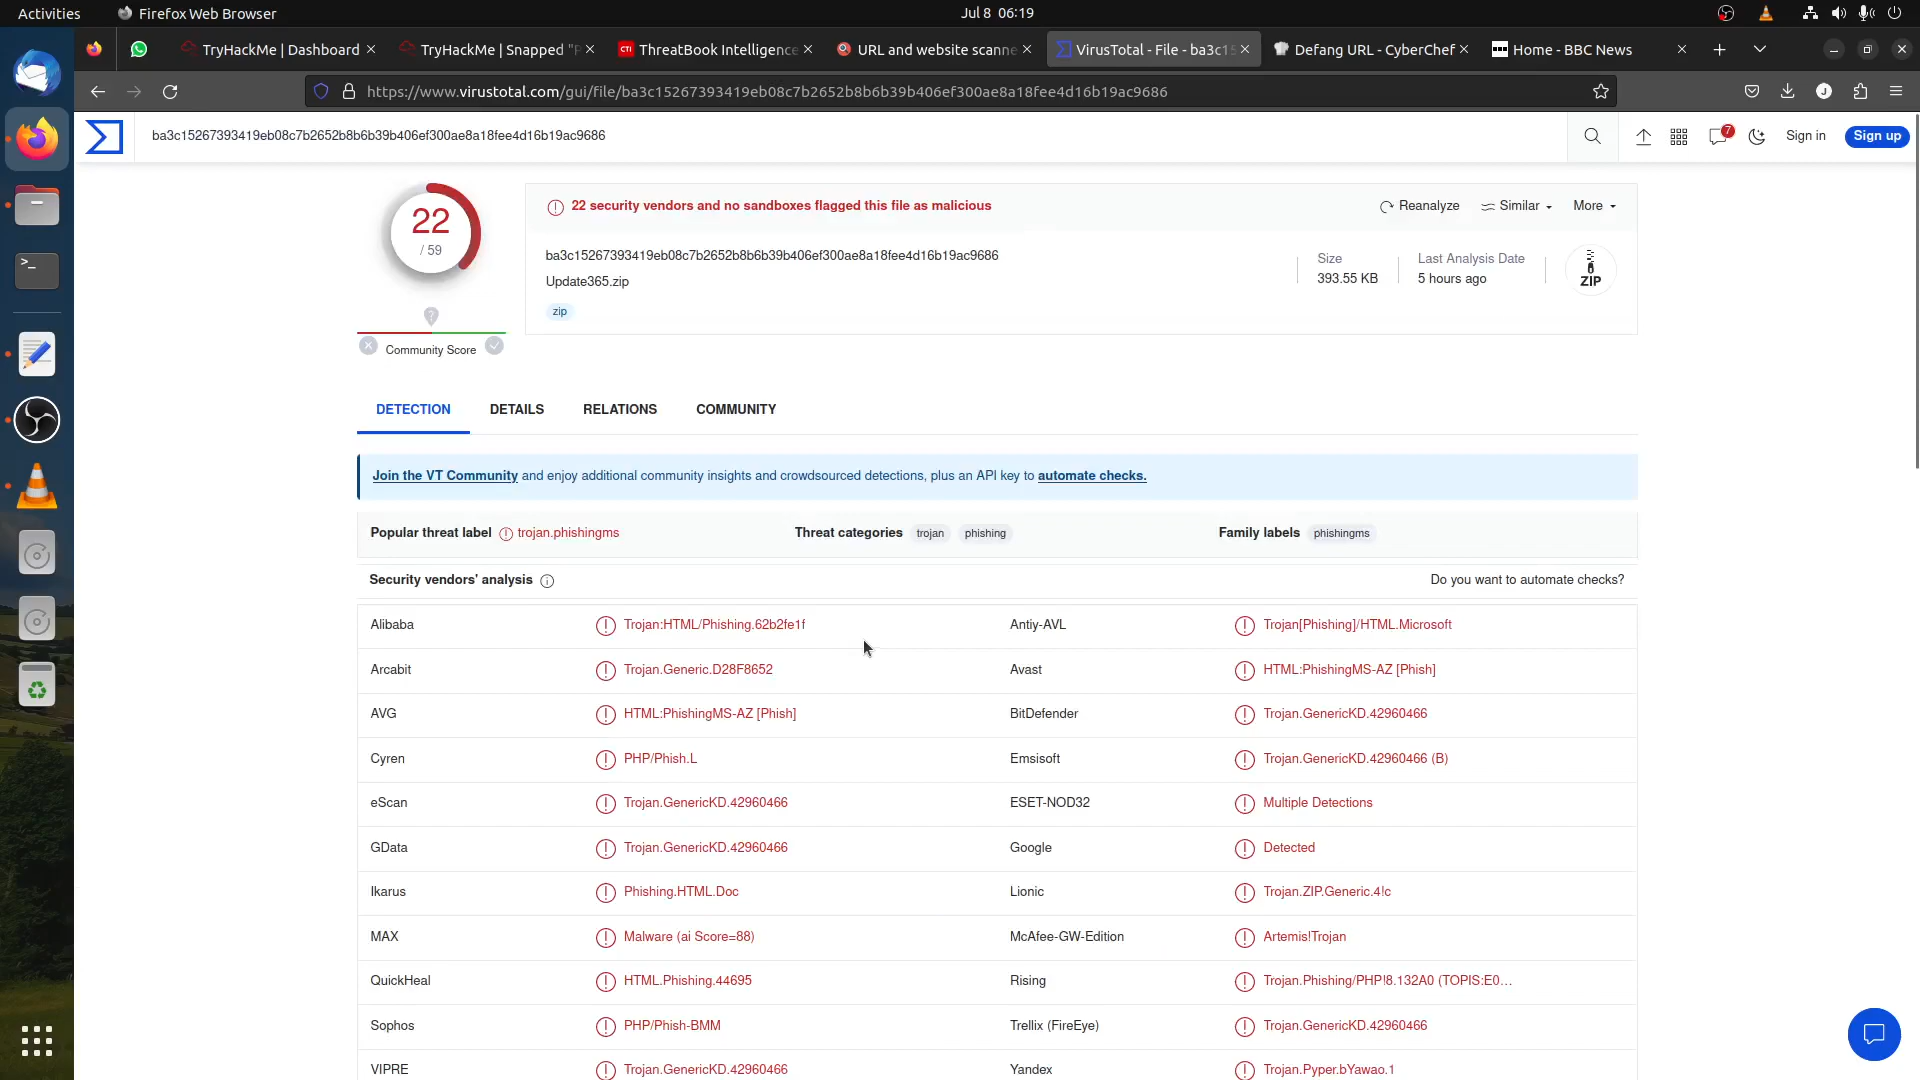 Activities
Firefox Web Browser
Jul 8 06:19
TryHackMe | Dashboard
TryHackMe | Snapped "P
CTI
ThreatBook Intelligence
URL and website scanne
VirusTotal - File - ba3c15
Defang URL - CyberChef
Home - BBC News
https://www.virustotal.com/gui/file/ba3c15267393419eb08c7b2652b8b6b39b406ef300ae8a18fee4d16b19ac9686
J
ba3c15267393419eb08c7b2652b8b6b39b406ef300ae8a18fee4d16b19ac9686
7
Sign in
Sign up
22
/ 59
22 security vendors and no sandboxes flagged this file as malicious
Reanalyze
Similar
More
ba3c15267393419eb08c7b2652b8b6b39b406ef300ae8a18fee4d16b19ac9686
Update365.zip
zip
Size
393.55 KB
Last Analysis Date
5 hours ago
ZIP
?
Community Score
DETECTION
DETAILS
RELATIONS
COMMUNITY
Join the VT Community and enjoy additional community insights and crowdsourced detections, plus an API key to automate checks.
Popular threat label
trojan.phishingms
Threat categories
trojan
phishing
Family labels
phishingms
Security vendors' analysis
Do you want to automate checks?
Alibaba
Trojan:HTML/Phishing.62b2fe1f
Antiy-AVL
Trojan[Phishing]/HTML.Microsoft
Arcabit
Trojan.Generic.D28F8652
Avast
HTML:PhishingMS-AZ [Phish]
AVG
HTML:PhishingMS-AZ [Phish]
BitDefender
Trojan.GenericKD.42960466
Cyren
PHP/Phish.L
Emsisoft
Trojan.GenericKD.42960466 (B)
eScan
Trojan.GenericKD.42960466
ESET-NOD32
Multiple Detections
GData
Trojan.GenericKD.42960466
Google
Detected
Ikarus
Phishing.HTML.Doc
Lionic
Trojan.ZIP.Generic.4!c
MAX
Malware (ai Score=88)
McAfee-GW-Edition
Artemis!Trojan
QuickHeal
HTML.Phishing.44695
Rising
Trojan.Phishing/PHP!8.132A0 (TOPIS:E0...
Sophos
PHP/Phish-BMM
Trellix (FireEye)
Trojan.GenericKD.42960466
VIPRE
Trojan.GenericKD.42960466
Yandex
Trojan.Pyper.bYawao.1